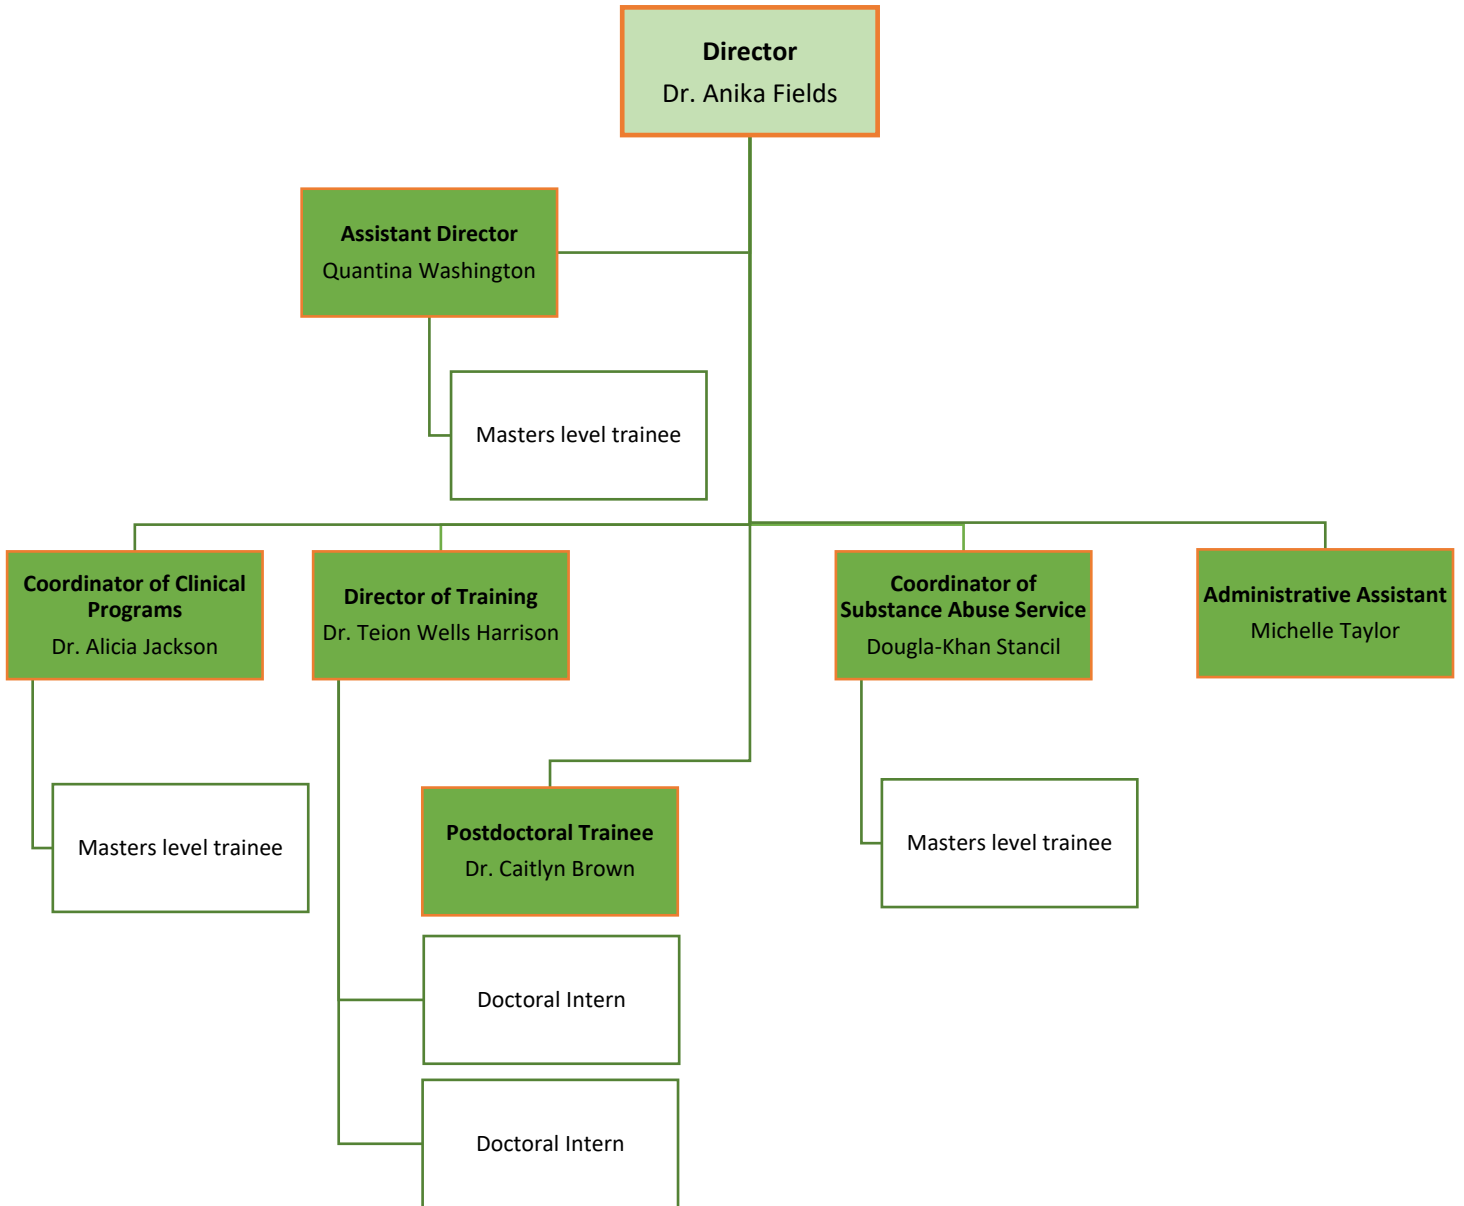 Director
Dr. Anika Fields
Assistant Director
Quantina Washington
Masters level trainee
Coordinator of Clinical
Programs
Dr. Alicia Jackson
Director of Training
Dr. Teion Wells Harrison
Coordinator of
Substance Abuse Service
Dougla-Khan Stancil
Administrative Assistant
Michelle Taylor
Masters level trainee
Postdoctoral Trainee
Dr. Caitlyn Brown
Masters level trainee
Doctoral Intern
Doctoral Intern